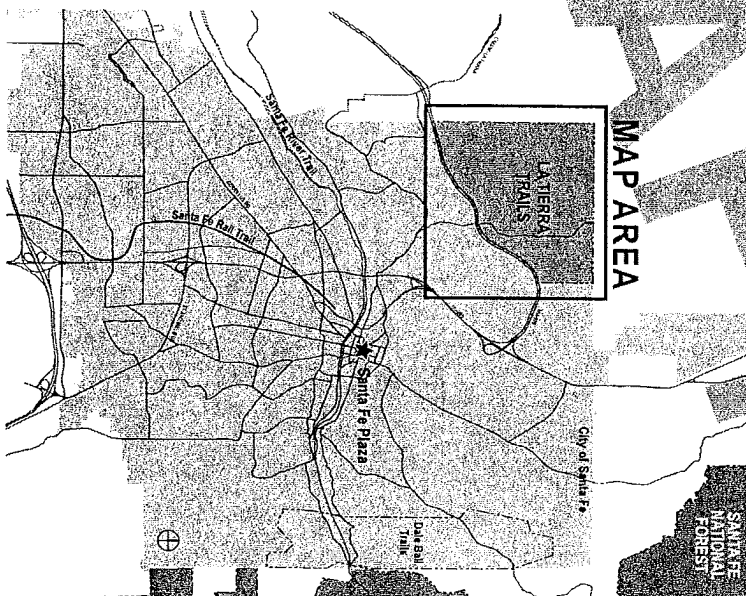 MAP AREA
LA TIERRA
TRAILS
SANTA FE
NATIONAL
FOREST
City of Santa Fe
Santa Fe River Trail
Santa Fe Rail Trail
Santa Fe Plaza
Dale Ball
Trails